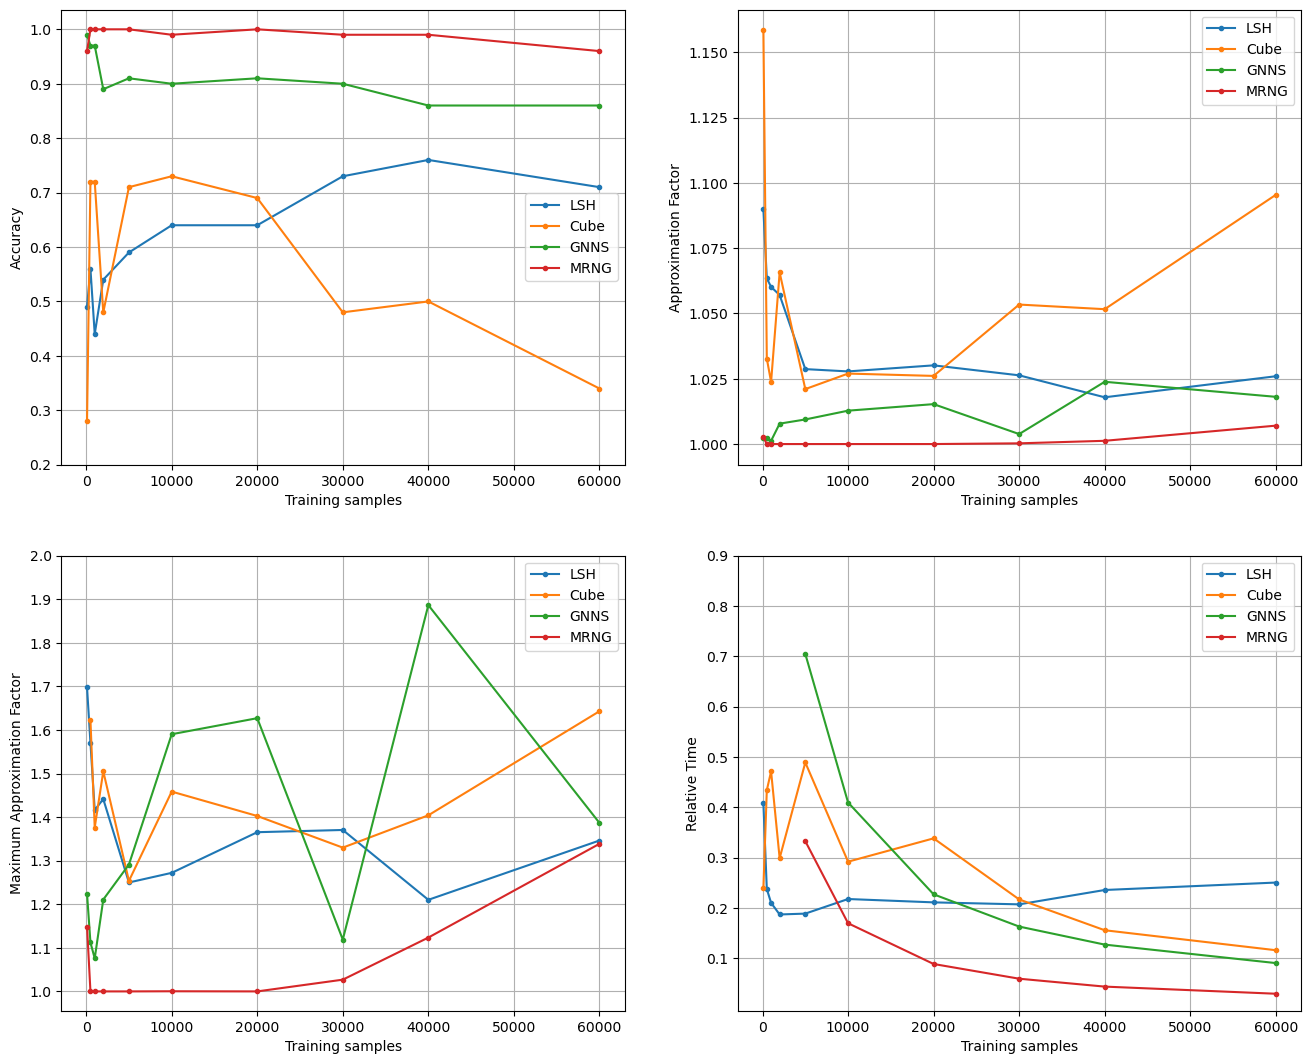 1.0
0.9
0.8
0.7
0.6
0.5
0.4
0.3
0.2
Accuracy
LSH
Cube
GNNS
MRNG
0 10000 20000 30000 40000 50000 60000
Training samples
1.150
1.125
1.100
1.075
1.050
1.025
1.000
Approximation Factor
LSH
Cube
GNNS
MRNG
0 10000 20000 30000 40000 50000 60000
Training samples
2.0
1.9
1.8
1.7
1.6
1.5
1.4
1.3
1.2
1.1
1.0
Maximum Approximation Factor
LSH
Cube
GNNS
MRNG
0 10000 20000 30000 40000 50000 60000
Training samples
0.9
0.8
0.7
0.6
0.5
0.4
0.3
0.2
0.1
Relative Time
LSH
Cube
GNNS
MRNG
0 10000 20000 30000 40000 50000 60000
Training samples